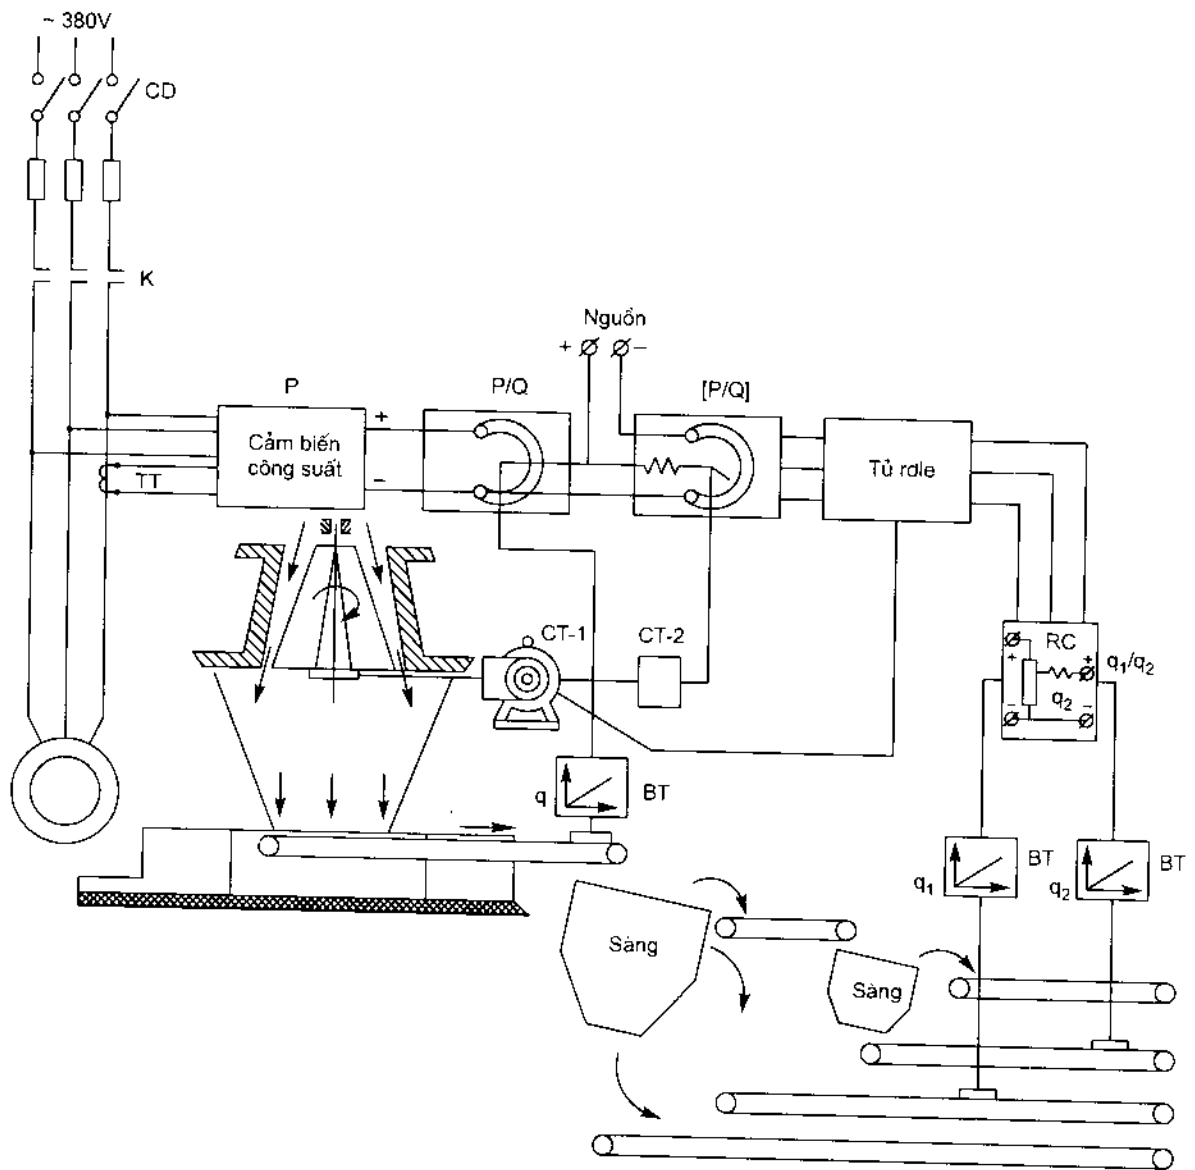 ~ 380V
CD
K
Nguồn
+ –
P
P/Q
[P/Q]
+
Cảm biến
công suất
–
TT
Tủ rơle
CT-1
CT-2
RC
+
+
q₁/q₂
q₂
–
–
q
BT
BT
q₁
BT
q₂
Sàng
Sàng